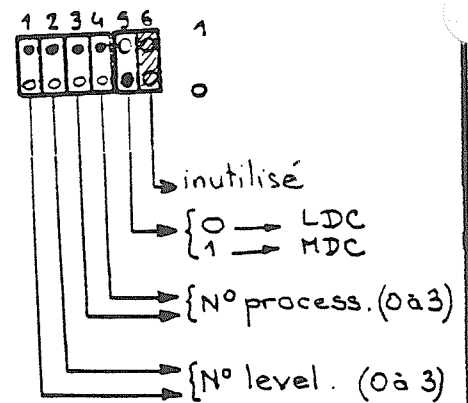 1 2 3 4 5 6 1
0
inutilisé
{ 0 → LDC
1 → MDC
{N° process. (0 à 3)
{N° level. (0 à 3)